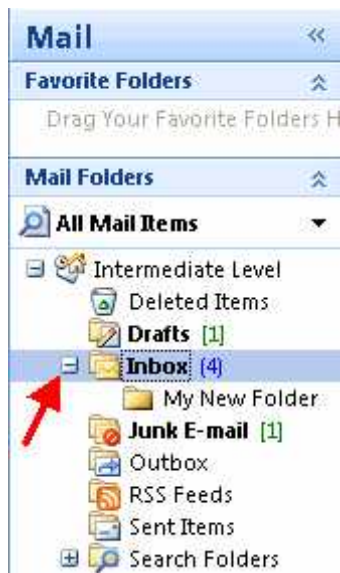 Mail
Favorite Folders
Drag Your Favorite Folders H
Mail Folders
All Mail Items
Intermediate Level
Deleted Items
Drafts [1]
Inbox (4)
My New Folder
Junk E-mail [1]
Outbox
RSS Feeds
Sent Items
Search Folders